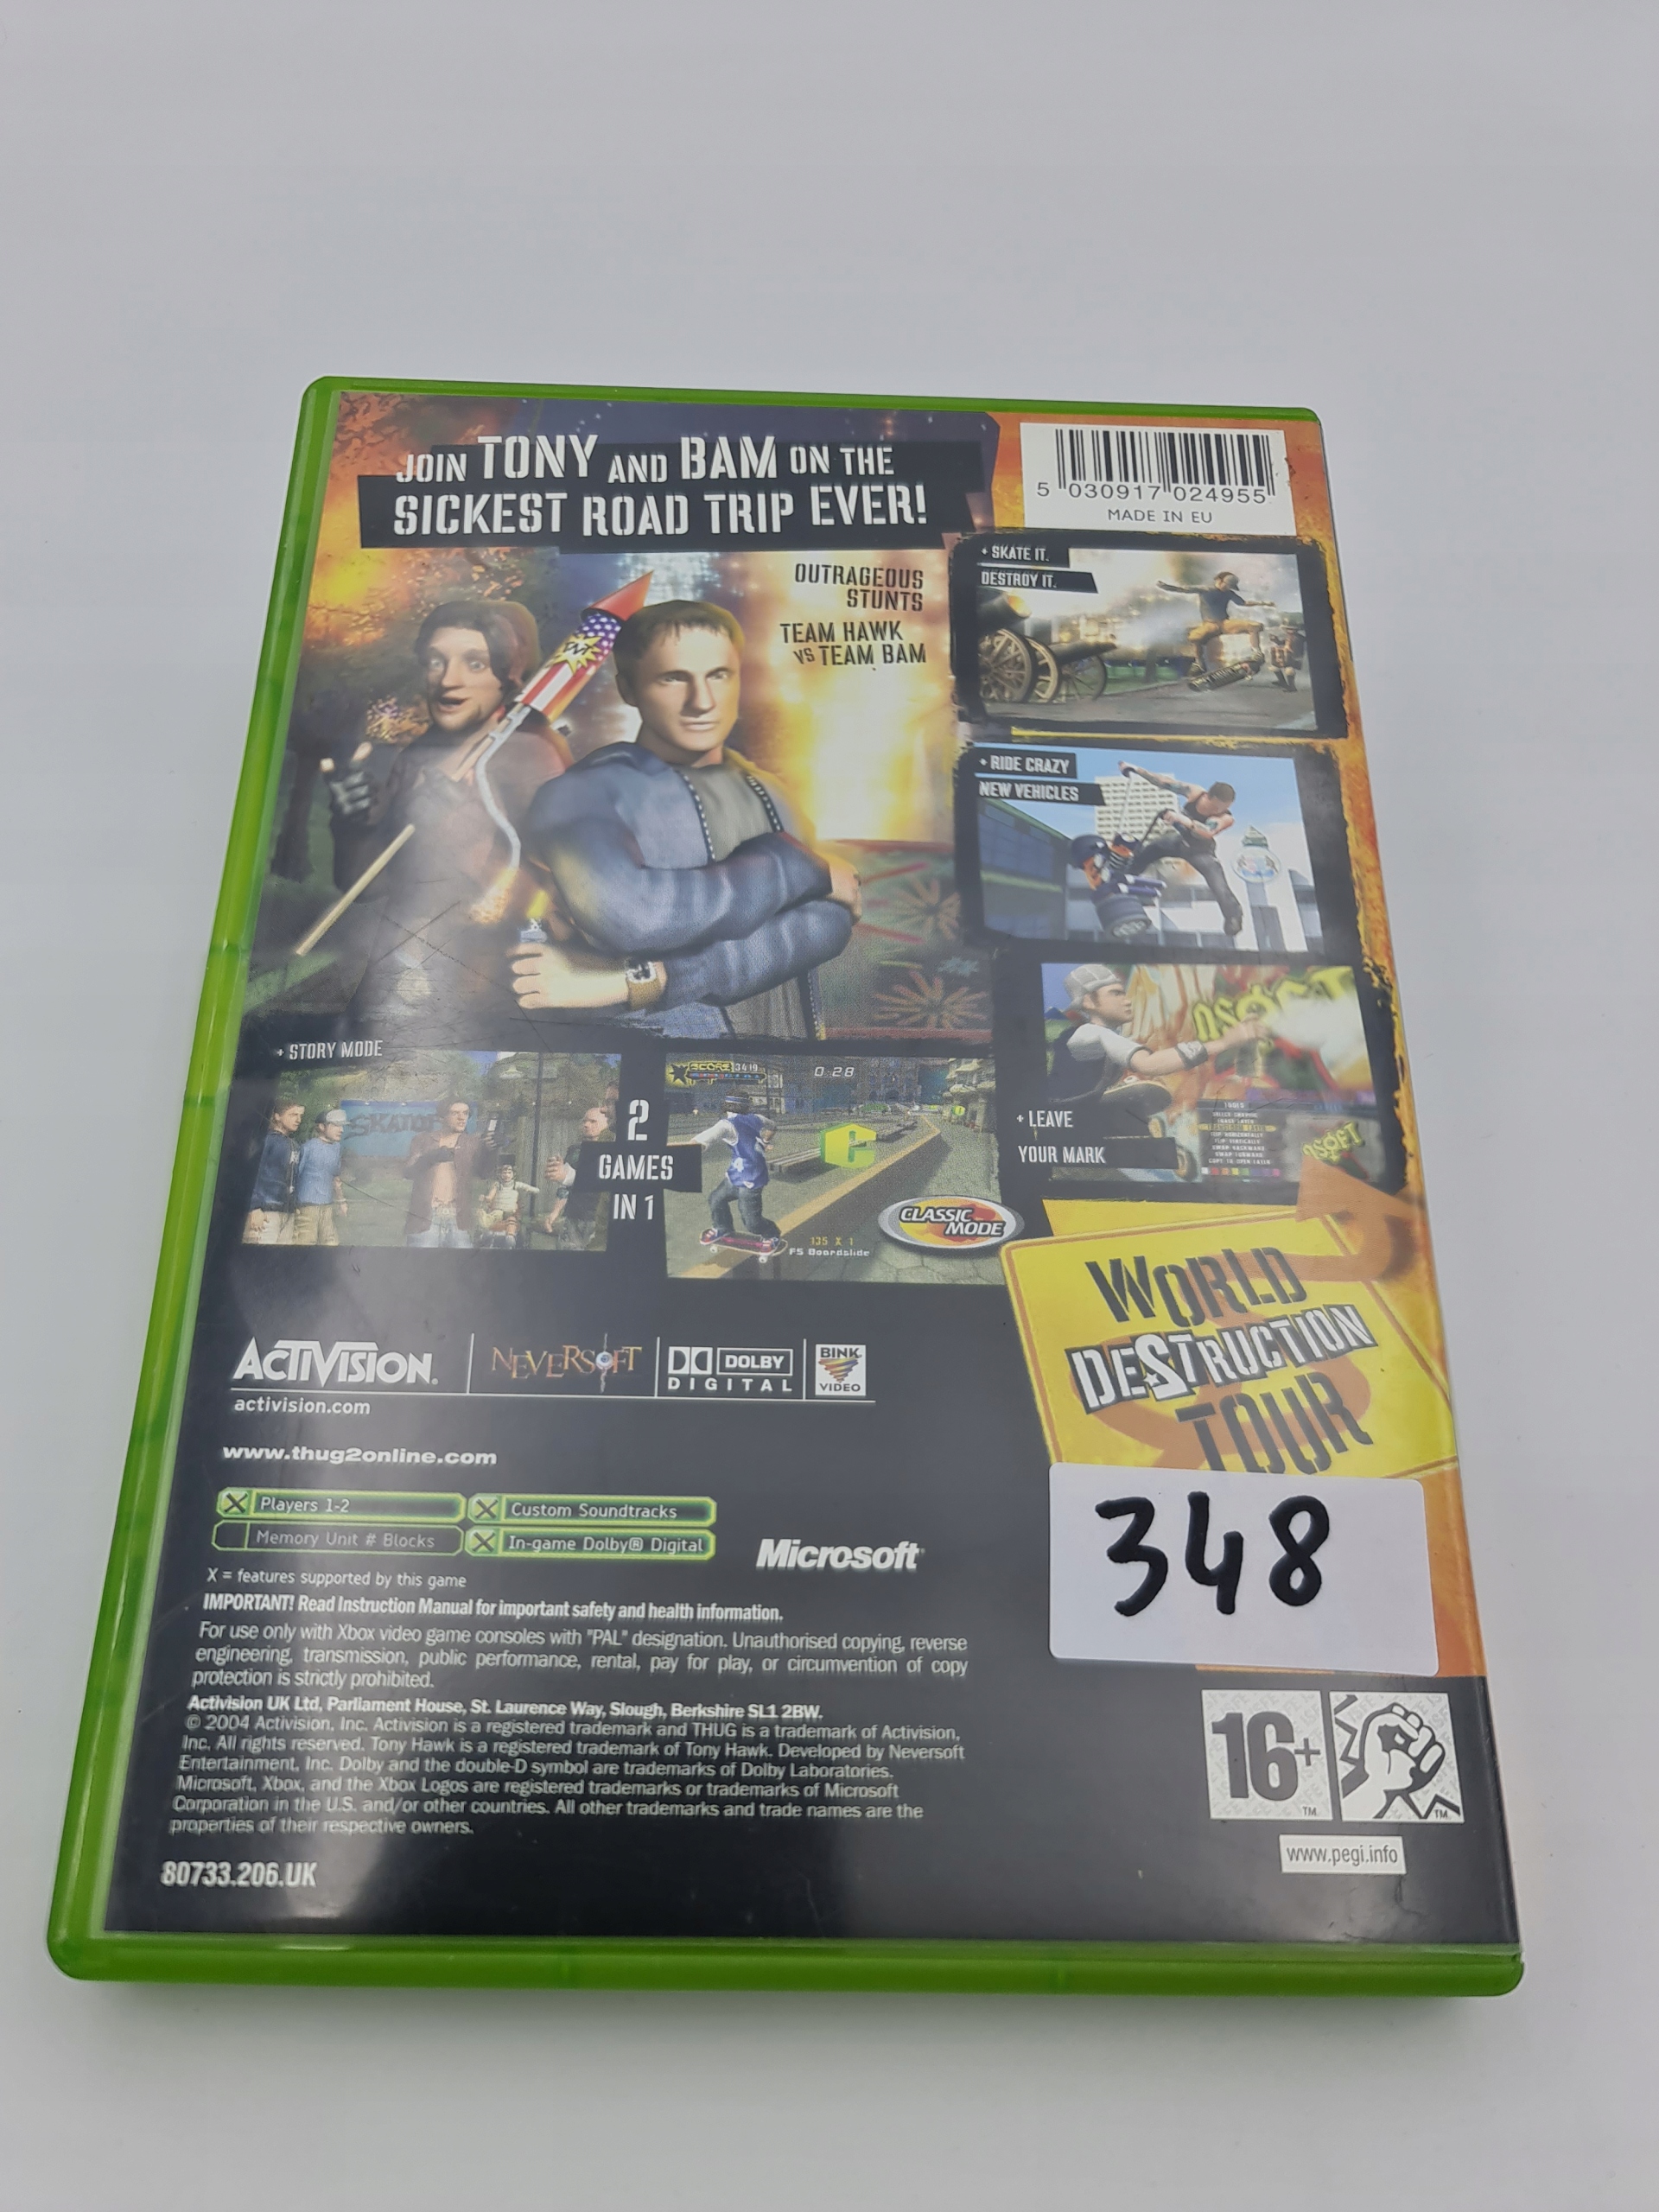 JOIN TONY AND BAM ON THE
SICKEST ROAD TRIP EVER!
5 030917 024955
MADE IN EU
OUTRAGEOUS
STUNTS
TEAM HAWK
VS TEAM BAM
+ SKATE IT.
DESTROY IT.
+ RIDE CRAZY
NEW VEHICLES
+ LEAVE
YOUR MARK
+ STORY MODE
SKATOPI
2
GAMES
IN 1
SCORE
0:28
C
135 X 1
FS Boardslide
CLASSIC
MODE
WORLD
DESTRUCTION
TOUR
ACTIVISION.
activision.com
NEVERSOFT
DOLBY
DIGITAL
BINK
VIDEO
www.thug2online.com
X Players 1-2
X Custom Soundtracks
Memory Unit # Blocks
X In-game Dolby® Digital
Microsoft
X = features supported by this game
348
IMPORTANT! Read Instruction Manual for important safety and health information.
For use only with Xbox video game consoles with "PAL" designation. Unauthorised copying, reverse
engineering, transmission, public performance, rental, pay for play, or circumvention of copy
protection is strictly prohibited.
Activision UK Ltd, Parliament House, St. Laurence Way, Slough, Berkshire SL1 2BW.
© 2004 Activision, Inc. Activision is a registered trademark and THUG is a trademark of Activision,
Inc. All rights reserved. Tony Hawk is a registered trademark of Tony Hawk. Developed by Neversoft
Entertainment, Inc. Dolby and the double-D symbol are trademarks of Dolby Laboratories.
Microsoft, Xbox, and the Xbox Logos are registered trademarks or trademarks of Microsoft
Corporation in the U.S. and/or other countries. All other trademarks and trade names are the
properties of their respective owners.
80733.206.UK
16+
TM
TM
www.pegi.info